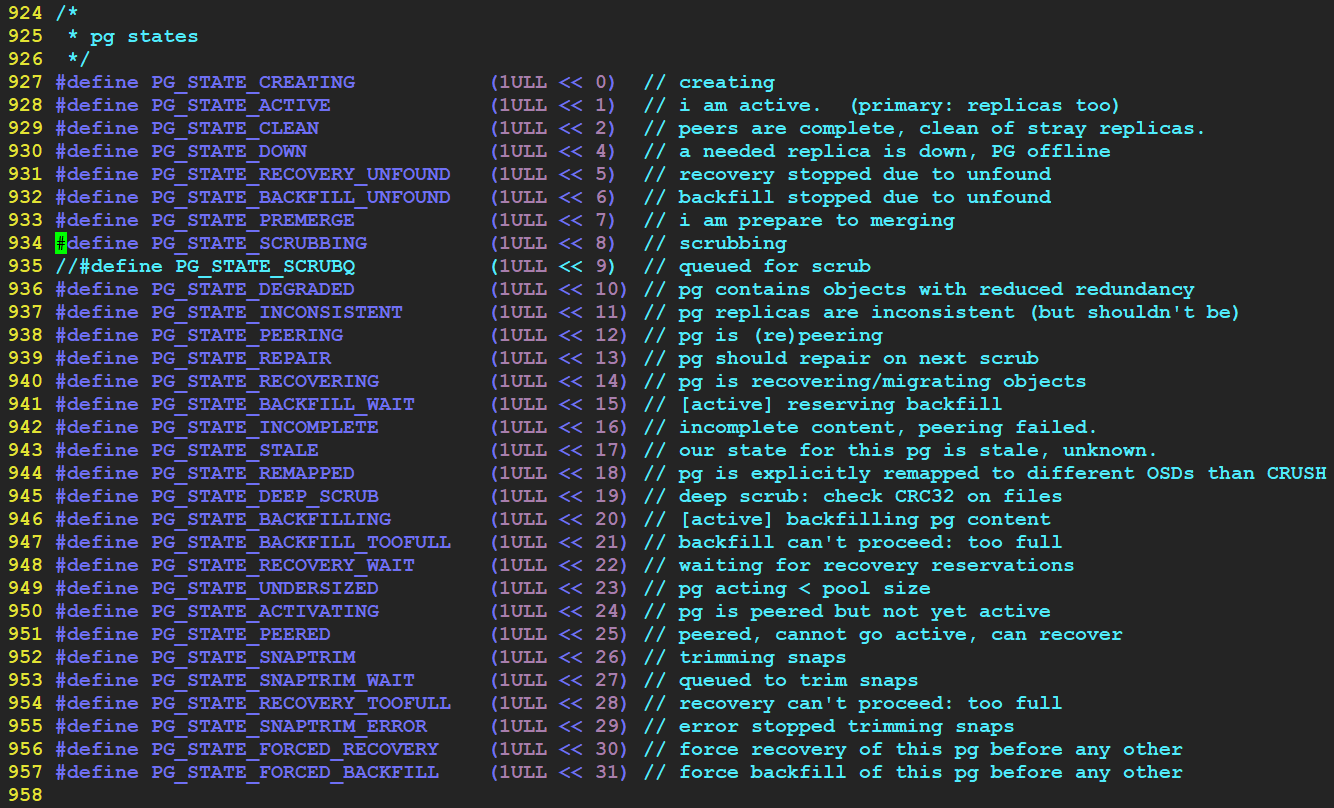 924 /*
925  * pg states
926  */
927 #define PG_STATE_CREATING           (1ULL << 0)  // creating
928 #define PG_STATE_ACTIVE             (1ULL << 1)  // i am active.  (primary: replicas too)
929 #define PG_STATE_CLEAN              (1ULL << 2)  // peers are complete, clean of stray replicas.
930 #define PG_STATE_DOWN               (1ULL << 4)  // a needed replica is down, PG offline
931 #define PG_STATE_RECOVERY_UNFOUND   (1ULL << 5)  // recovery stopped due to unfound
932 #define PG_STATE_BACKFILL_UNFOUND   (1ULL << 6)  // backfill stopped due to unfound
933 #define PG_STATE_PREMERGE           (1ULL << 7)  // i am prepare to merging
934 #define PG_STATE_SCRUBBING          (1ULL << 8)  // scrubbing
935 //#define PG_STATE_SCRUBQ           (1ULL << 9)  // queued for scrub
936 #define PG_STATE_DEGRADED           (1ULL << 10) // pg contains objects with reduced redundancy
937 #define PG_STATE_INCONSISTENT       (1ULL << 11) // pg replicas are inconsistent (but shouldn't be)
938 #define PG_STATE_PEERING            (1ULL << 12) // pg is (re)peering
939 #define PG_STATE_REPAIR             (1ULL << 13) // pg should repair on next scrub
940 #define PG_STATE_RECOVERING         (1ULL << 14) // pg is recovering/migrating objects
941 #define PG_STATE_BACKFILL_WAIT      (1ULL << 15) // [active] reserving backfill
942 #define PG_STATE_INCOMPLETE         (1ULL << 16) // incomplete content, peering failed.
943 #define PG_STATE_STALE              (1ULL << 17) // our state for this pg is stale, unknown.
944 #define PG_STATE_REMAPPED           (1ULL << 18) // pg is explicitly remapped to different OSDs than CRUSH
945 #define PG_STATE_DEEP_SCRUB         (1ULL << 19) // deep scrub: check CRC32 on files
946 #define PG_STATE_BACKFILLING        (1ULL << 20) // [active] backfilling pg content
947 #define PG_STATE_BACKFILL_TOOFULL   (1ULL << 21) // backfill can't proceed: too full
948 #define PG_STATE_RECOVERY_WAIT      (1ULL << 22) // waiting for recovery reservations
949 #define PG_STATE_UNDERSIZED         (1ULL << 23) // pg acting < pool size
950 #define PG_STATE_ACTIVATING         (1ULL << 24) // pg is peered but not yet active
951 #define PG_STATE_PEERED             (1ULL << 25) // peered, cannot go active, can recover
952 #define PG_STATE_SNAPTRIM           (1ULL << 26) // trimming snaps
953 #define PG_STATE_SNAPTRIM_WAIT      (1ULL << 27) // queued to trim snaps
954 #define PG_STATE_RECOVERY_TOOFULL   (1ULL << 28) // recovery can't proceed: too full
955 #define PG_STATE_SNAPTRIM_ERROR     (1ULL << 29) // error stopped trimming snaps
956 #define PG_STATE_FORCED_RECOVERY    (1ULL << 30) // force recovery of this pg before any other
957 #define PG_STATE_FORCED_BACKFILL    (1ULL << 31) // force backfill of this pg before any other
958